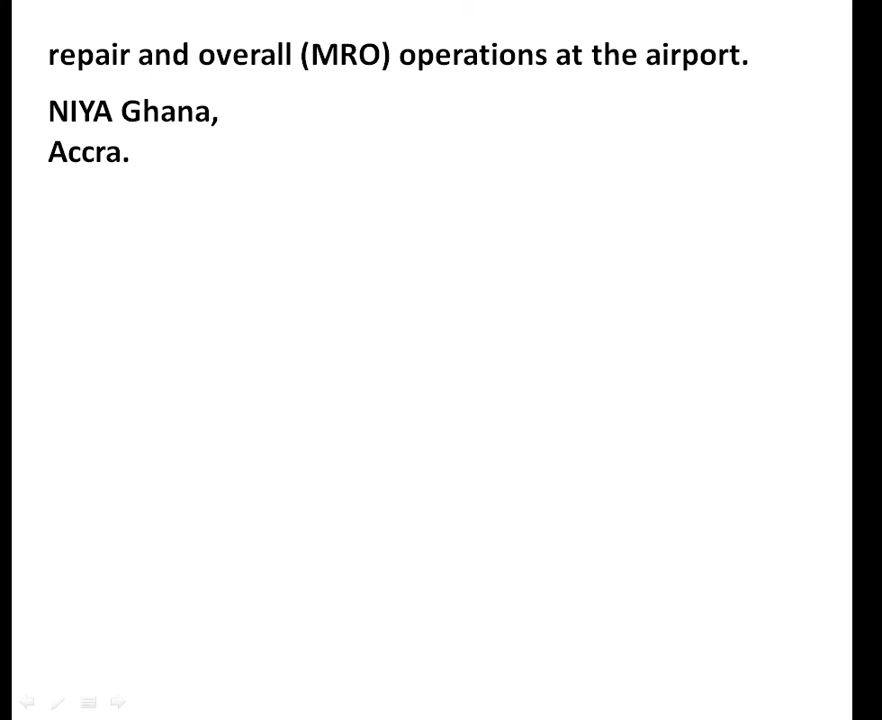 repair and overall (MRO) operations at the airport.
NIYA Ghana,
Accra.